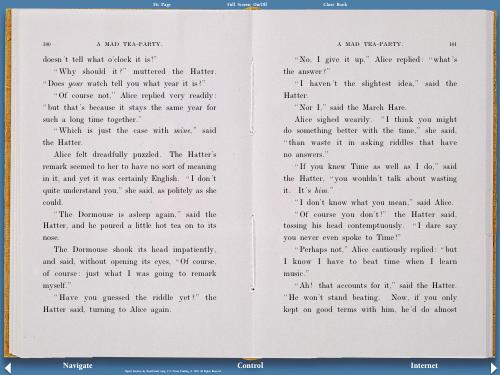 1st Page
Full Screen On/Off
Close Book
100
A MAD TEA-PARTY.
doesn't tell what o'clock it is!"
"Why should it?" muttered the Hatter.
"Does your watch tell you what year it is?"
"Of course not," Alice replied very readily:
"but that's because it stays the same year for
such a long time together."
"Which is just the case with mine," said
the Hatter.
Alice felt dreadfully puzzled. The Hatter's
remark seemed to her to have no sort of meaning
in it, and yet it was certainly English. "I don't
quite understand you," she said, as politely as she
could.
"The Dormouse is asleep again," said the
Hatter, and he poured a little hot tea on to its
nose.
The Dormouse shook its head impatiently,
and said, without opening its eyes, "Of course,
of course: just what I was going to remark
myself."
"Have you guessed the riddle yet?" the
Hatter said, turning to Alice again.
A MAD TEA-PARTY.
101
"No, I give it up," Alice replied: "what's
the answer?"
"I haven't the slightest idea," said the
Hatter.
"Nor I," said the March Hare.
Alice sighed wearily. "I think you might
do something better with the time," she said,
"than waste it in asking riddles that have
no answers."
"If you knew Time as well as I do," said
the Hatter, "you wouldn't talk about wasting
it. It's him."
"I don't know what you mean," said Alice.
"Of course you don't!" the Hatter said,
tossing his head contemptuously. "I dare say
you never even spoke to Time!"
"Perhaps not," Alice cautiously replied: "but
I know I have to beat time when I learn
music."
"Ah! that accounts for it," said the Hatter.
"He won't stand beating. Now, if you only
kept on good terms with him, he'd do almost
Navigate
Control
Internet